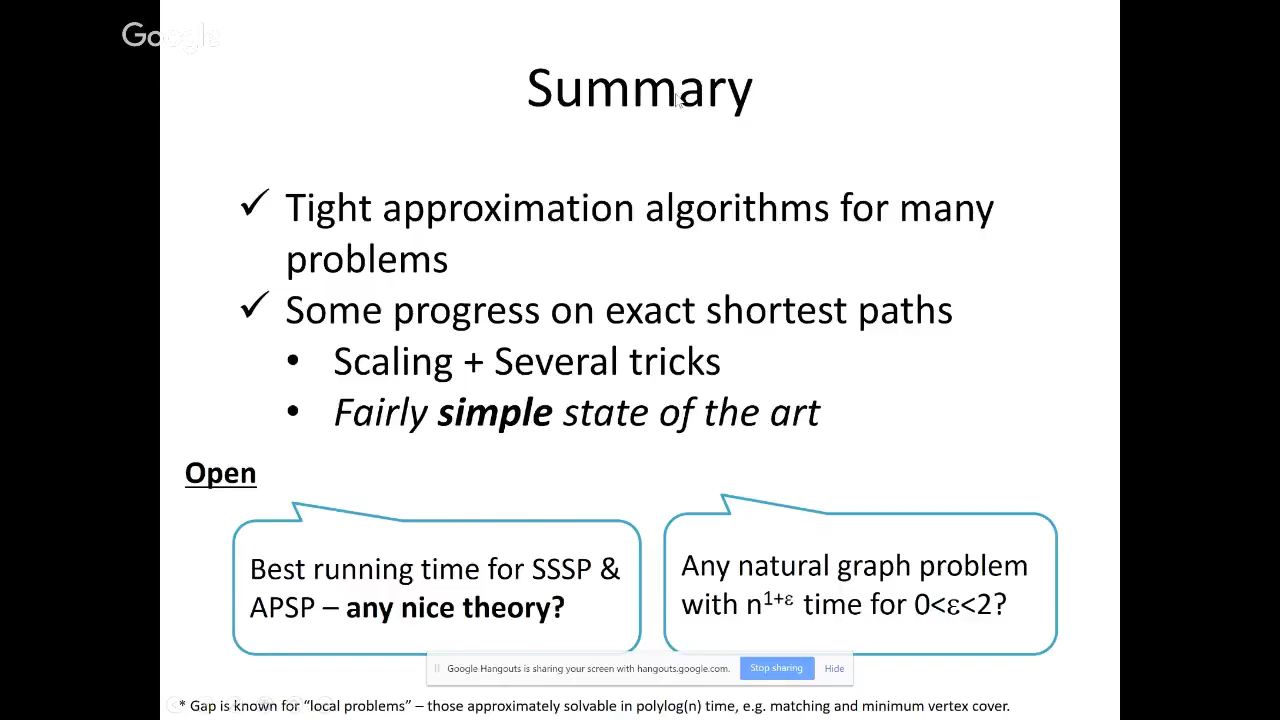 Google
Summary
✓ Tight approximation algorithms for many
problems
✓ Some progress on exact shortest paths
• Scaling + Several tricks
• Fairly simple state of the art
Open
Best running time for SSSP &
APSP – any nice theory?
Any natural graph problem
with n¹⁺ᵋ time for 0<ε<2?
Google Hangouts is sharing your screen with hangouts.google.com. Stop sharing Hide
* Gap is known for “local problems” – those approximately solvable in polylog(n) time, e.g. matching and minimum vertex cover.